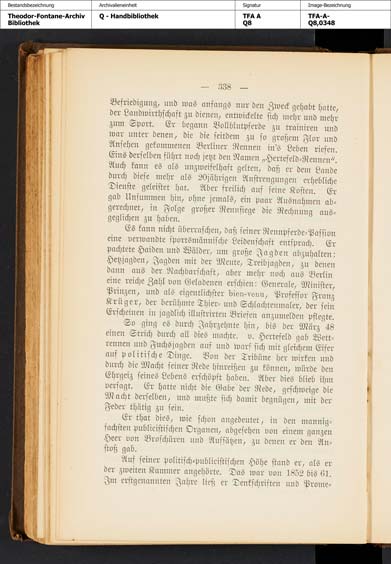 Bestandsbezeichnung
Archivalieneinheit
Signatur
Image-Bezeichnung
Theodor-Fontane-Archiv
Bibliothek
Q - Handbibliothek
TFA A
Q8
TFA-A-
Q8,0348
— 338 —
Befriedigung, und was anfangs nur den Zweck gehabt hatte,
der Landwirthschaft zu dienen, entwickelte sich mehr und mehr
zum Sport. Er begann Vollblutpferde zu trainiren und
war unter denen, die die seitdem zu so großem Flor und
Ansehen gekommenen Berliner Rennen in's Leben riefen.
Eins derselben führt noch jetzt den Namen „Hertefeld-Rennen“.
Auch kann es als unzweifelhaft gelten, daß er dem Lande
durch diese mehr als 20jährigen Anstrengungen erhebliche
Dienste geleistet hat. Aber freilich auf seine Kosten. Er
gab Unsummen hin, ohne jemals, ein paar Ausnahmen ab-
gerechnet, in Folge großer Rennsiege die Rechnung aus-
geglichen zu haben.
Es kann nicht überraschen, daß seiner Rennpferde-Passion
eine verwandte sportsmännische Leidenschaft entsprach. Er
pachtete Haiden und Wälder, um große Jagden abzuhalten:
Hetzjagden, Jagden mit der Meute, Treibjagden, zu denen
dann aus der Nachbarschaft, aber mehr noch aus Berlin
eine reiche Zahl von Geladenen erschien: Generale, Minister,
Prinzen, und als eigentlichster bien-venu, Professor Franz
Krüger, der berühmte Thier- und Schlachtenmaler, der sein
Erscheinen in jagdlich illustrirten Briefen anzumelden pflegte.
So ging es durch Jahrzehnte hin, bis der März 48
einen Strich durch all dies machte. v. Hertefeld gab Wett-
rennen und Fuchsjagden auf und warf sich mit gleichem Eifer
auf politische Dinge. Von der Tribüne her wirken und
durch die Macht seiner Rede hinreißen zu können, würde den
Ehrgeiz seines Lebens erschöpft haben. Aber dies blieb ihm
versagt. Er hatte nicht die Gabe der Rede, geschweige die
Macht derselben, und mußte sich damit begnügen, mit der
Feder thätig zu sein.
Er that dies, wie schon angedeutet, in den mannig-
fachsten publicistischen Organen, abgesehen von einem ganzen
Heer von Broschüren und Aufsätzen, zu denen er den An-
stoß gab.
Auf seiner politisch-publicistischen Höhe stand er, als er
der zweiten Kammer angehörte. Das war von 1852 bis 61.
Im erstgenannten Jahre ließ er Denkschriften und Prome-